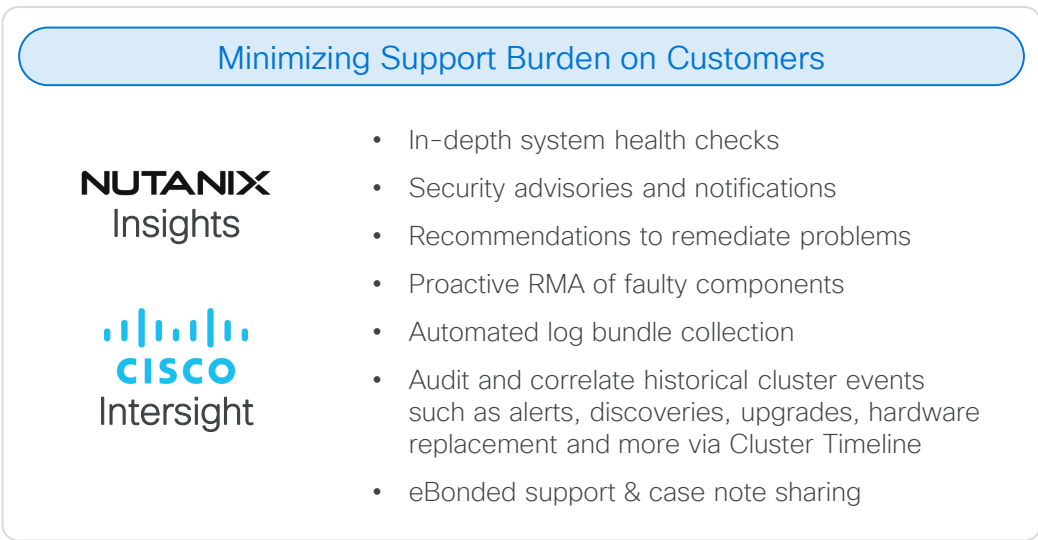 Minimizing Support Burden on Customers
NUTANIX
Insights
CISCO
Intersight
• In-depth system health checks
• Security advisories and notifications
• Recommendations to remediate problems
• Proactive RMA of faulty components
• Automated log bundle collection
• Audit and correlate historical cluster events
such as alerts, discoveries, upgrades, hardware
replacement and more via Cluster Timeline
• eBonded support & case note sharing